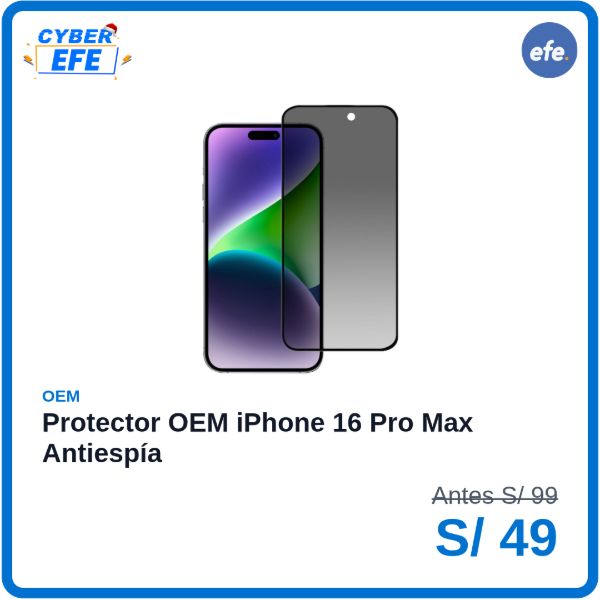 CYBER
EFE
efe.
OEM
Protector OEM iPhone 16 Pro Max
Antiespía
Antes S/ 99
S/ 49